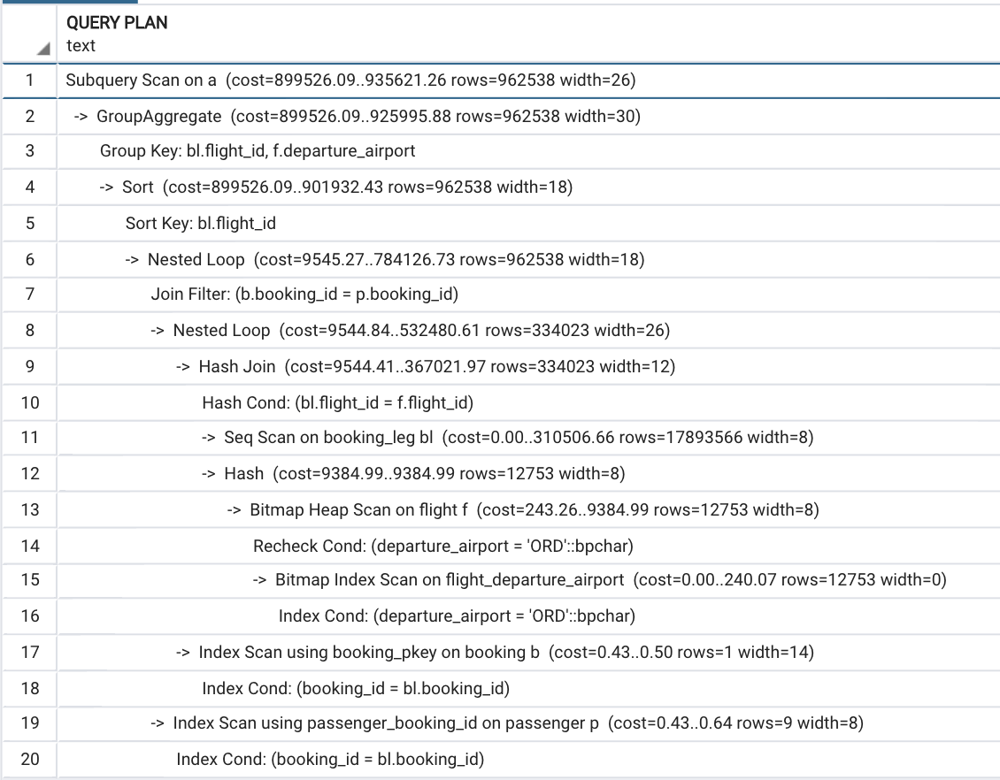 QUERY PLAN
text
1 Subquery Scan on a (cost=899526.09..935621.26 rows=962538 width=26)
2 -> GroupAggregate (cost=899526.09..925995.88 rows=962538 width=30)
3 Group Key: bl.flight_id, f.departure_airport
4 -> Sort (cost=899526.09..901932.43 rows=962538 width=18)
5 Sort Key: bl.flight_id
6 -> Nested Loop (cost=9545.27..784126.73 rows=962538 width=18)
7 Join Filter: (b.booking_id = p.booking_id)
8 -> Nested Loop (cost=9544.84..532480.61 rows=334023 width=26)
9 -> Hash Join (cost=9544.41..367021.97 rows=334023 width=12)
10 Hash Cond: (bl.flight_id = f.flight_id)
11 -> Seq Scan on booking_leg bl (cost=0.00..310506.66 rows=17893566 width=8)
12 -> Hash (cost=9384.99..9384.99 rows=12753 width=8)
13 -> Bitmap Heap Scan on flight f (cost=243.26..9384.99 rows=12753 width=8)
14 Recheck Cond: (departure_airport = 'ORD'::bpchar)
15 -> Bitmap Index Scan on flight_departure_airport (cost=0.00..240.07 rows=12753 width=0)
16 Index Cond: (departure_airport = 'ORD'::bpchar)
17 -> Index Scan using booking_pkey on booking b (cost=0.43..0.50 rows=1 width=14)
18 Index Cond: (booking_id = bl.booking_id)
19 -> Index Scan using passenger_booking_id on passenger p (cost=0.43..0.64 rows=9 width=8)
20 Index Cond: (booking_id = bl.booking_id)